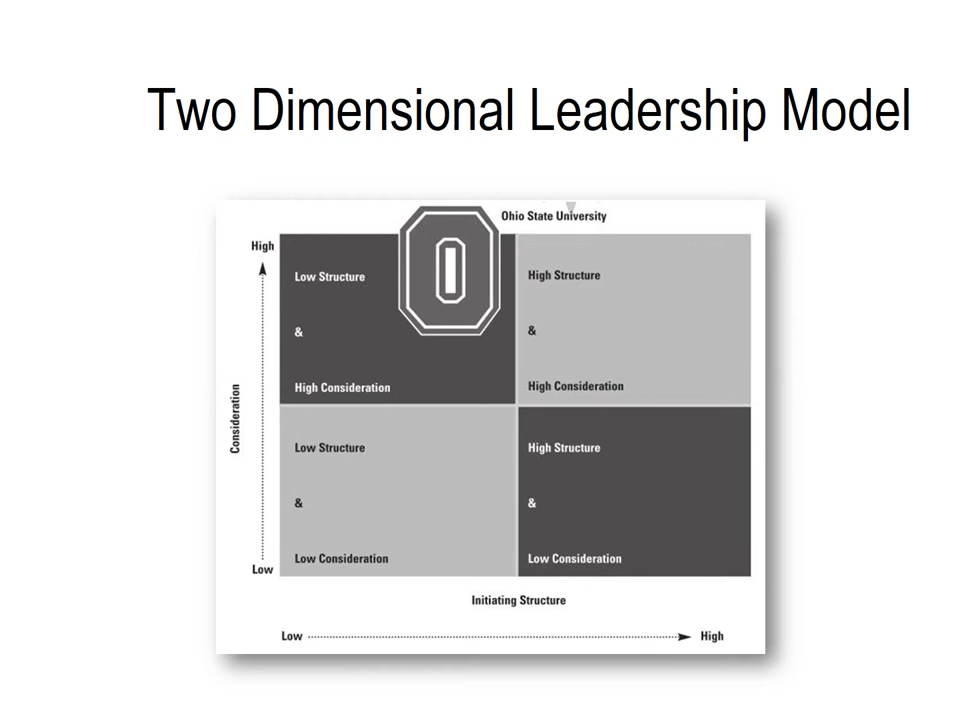 Two Dimensional Leadership Model
Ohio State University
High
Low Structure
&
High Consideration
High Structure
&
High Consideration
Consideration
Low Structure
&
Low Consideration
High Structure
&
Low Consideration
Low
Initiating Structure
Low
High